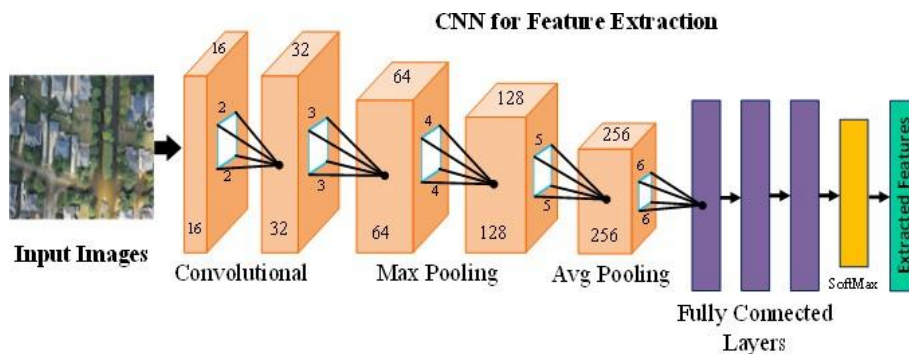 CNN for Feature Extraction
16
32
64
128
256
2
3
4
5
6
2
3
4
5
6
16
32
64
128
256
Input Images
Convolutional
Max Pooling
Avg Pooling
Fully Connected
Layers
SoftMax
Extracted Features